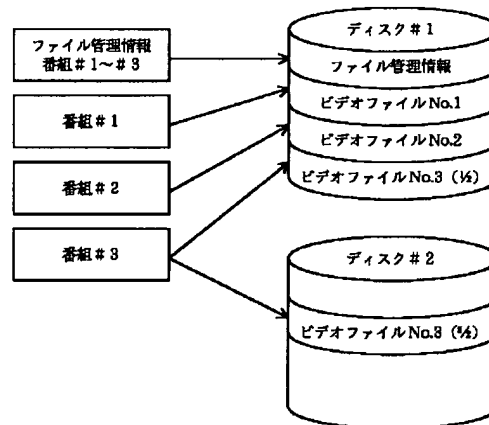 ファイル管理情報
番組＃1～＃3
番組＃1
番組＃2
番組＃3
ディスク＃1
ファイル管理情報
ビデオファイルNo.1
ビデオファイルNo.2
ビデオファイルNo.3（½）
ディスク＃2
ビデオファイルNo.3（²⁄₂）